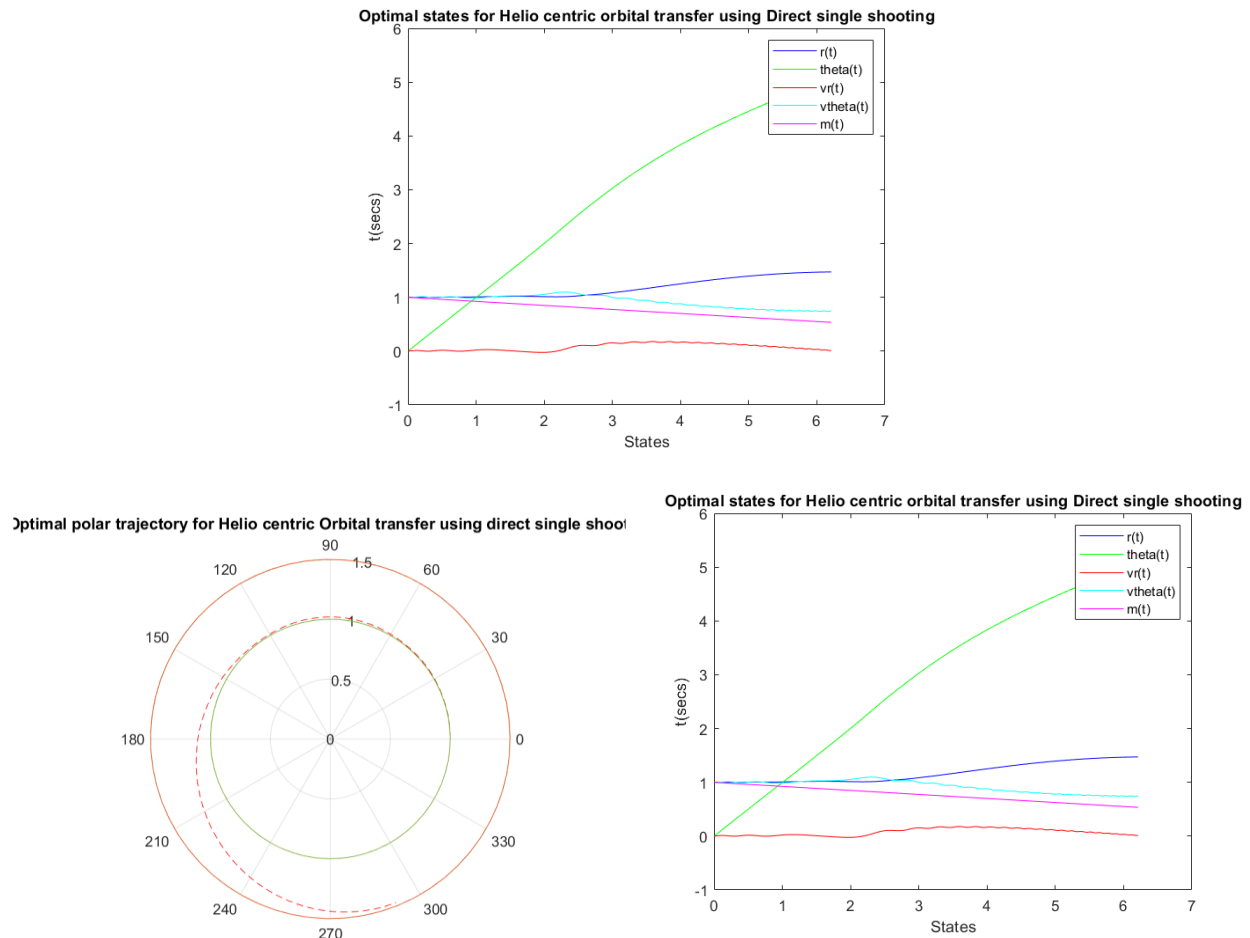 Optimal states for Helio centric orbital transfer using Direct single shooting
6
5
4
3
2
1
0
-1
t(secs)
r(t)
theta(t)
vr(t)
vtheta(t)
m(t)
0 1 2 3 4 5 6 7
States
Optimal polar trajectory for Helio centric Orbital transfer using direct single shoot
90
120 1.5 60
150 1 30
0.5
180 0 0
210 330
240 300
270
Optimal states for Helio centric orbital transfer using Direct single shooting
6
5
4
3
2
1
0
-1
t(secs)
r(t)
theta(t)
vr(t)
vtheta(t)
m(t)
0 1 2 3 4 5 6 7
States